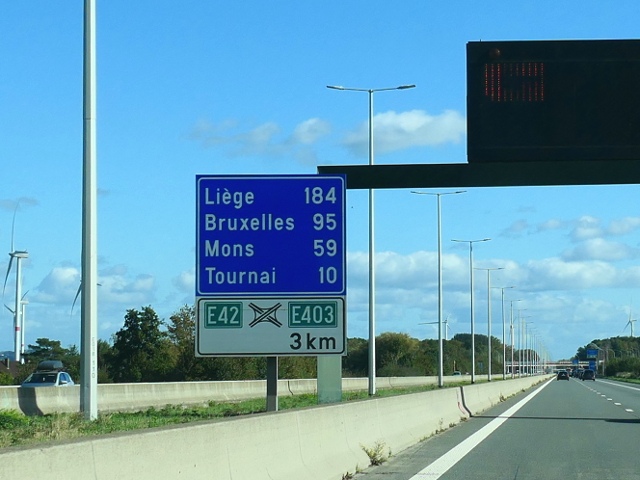 Liège 184
Bruxelles 95
Mons 59
Tournai 10
E42 E403
3 km